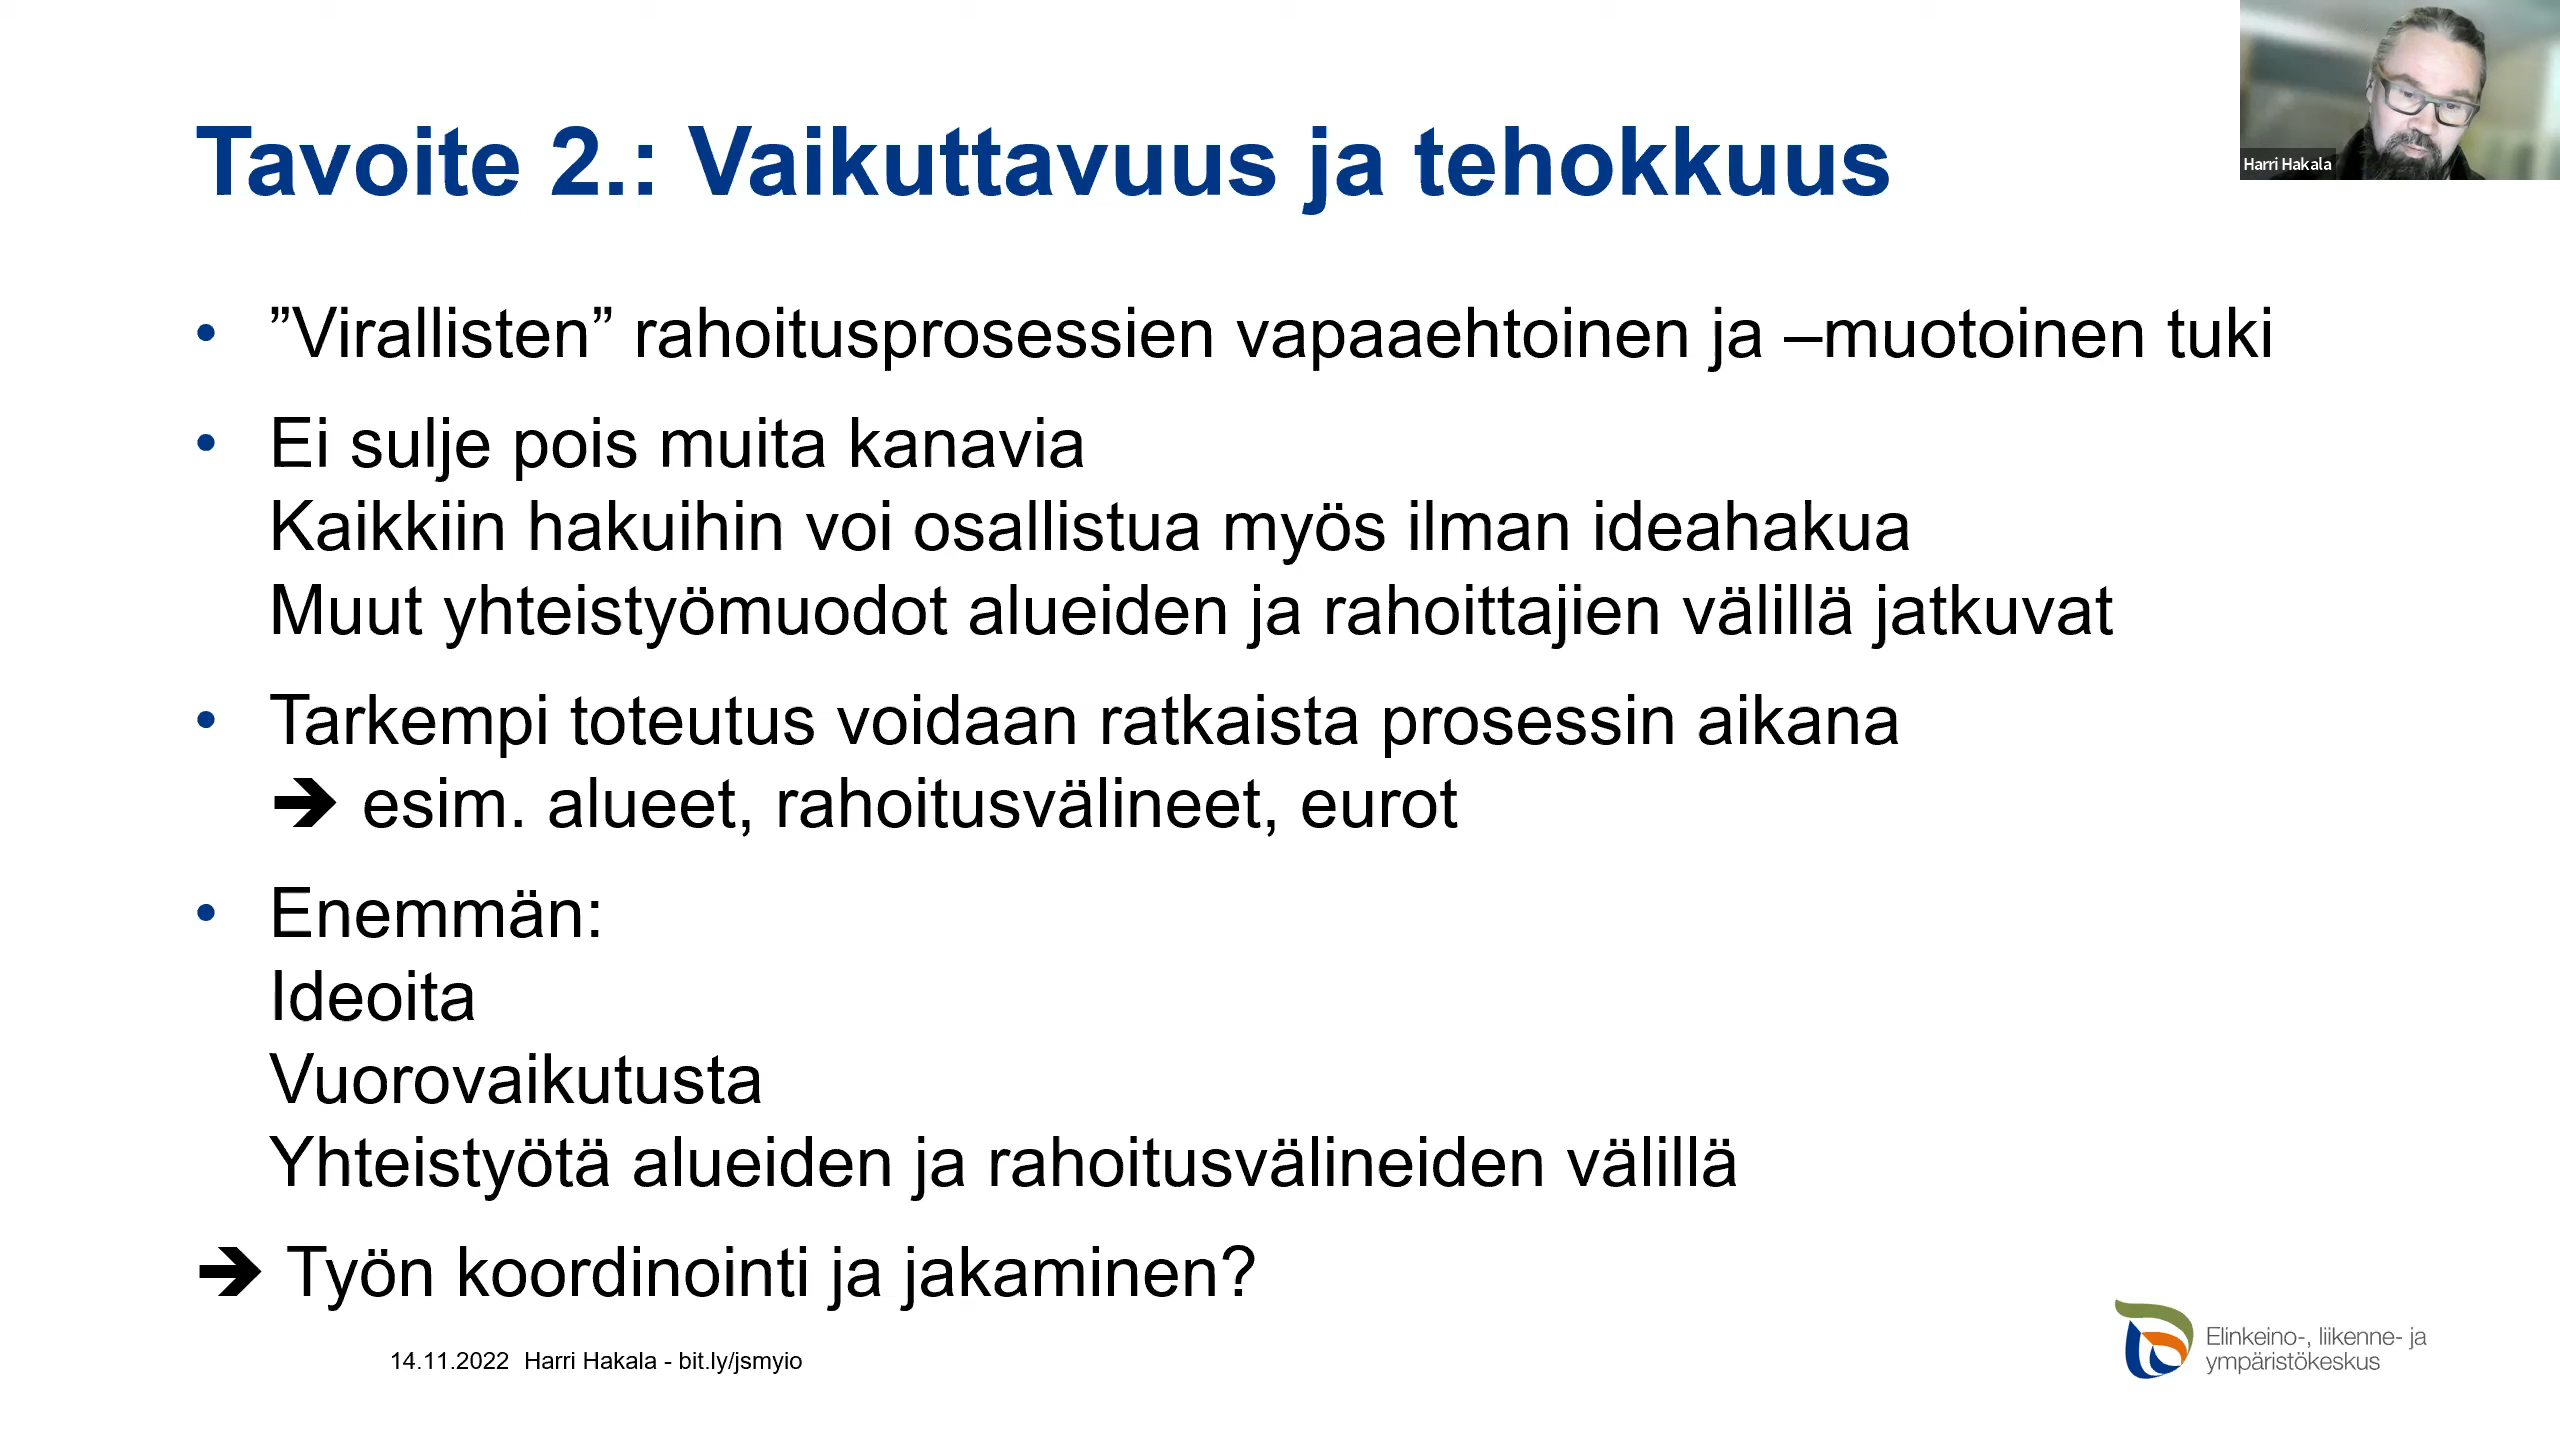 Harri Hakala
Tavoite 2.: Vaikuttavuus ja tehokkuus
• ”Virallisten” rahoitusprosessien vapaaehtoinen ja –muotoinen tuki
• Ei sulje pois muita kanavia
Kaikkiin hakuihin voi osallistua myös ilman ideahakua
Muut yhteistyömuodot alueiden ja rahoittajien välillä jatkuvat
• Tarkempi toteutus voidaan ratkaista prosessin aikana
➔ esim. alueet, rahoitusvälineet, eurot
• Enemmän:
Ideoita
Vuorovaikutusta
Yhteistyötä alueiden ja rahoitusvälineiden välillä
➔ Työn koordinointi ja jakaminen?
14.11.2022 Harri Hakala - bit.ly/jsmyio
Elinkeino-, liikenne- ja
ympäristökeskus